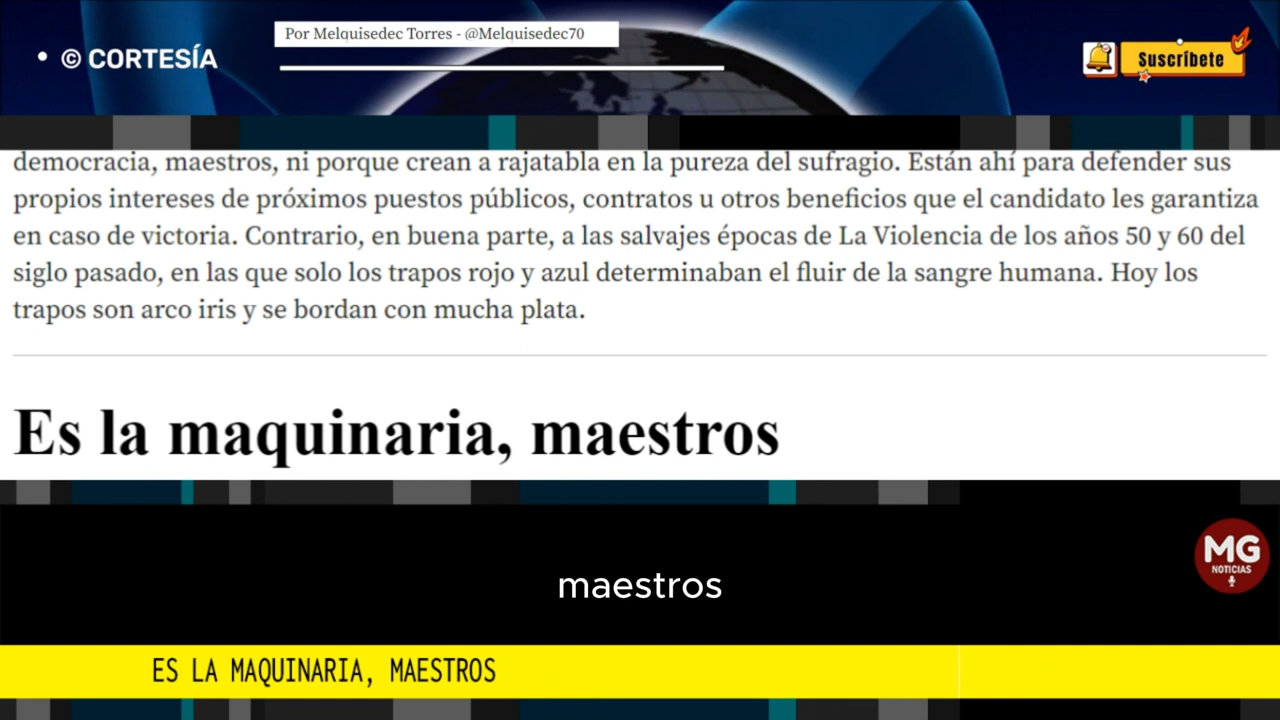 Por Melquisedec Torres - @Melquisedec70
• © CORTESÍA
Suscríbete
democracia, maestros, ni porque crean a rajatabla en la pureza del sufragio. Están ahí para defender sus
propios intereses de próximos puestos públicos, contratos u otros beneficios que el candidato les garantiza
en caso de victoria. Contrario, en buena parte, a las salvajes épocas de La Violencia de los años 50 y 60 del
siglo pasado, en las que solo los trapos rojo y azul determinaban el fluir de la sangre humana. Hoy los
trapos son arco iris y se bordan con mucha plata.
Es la maquinaria, maestros
MG
NOTICIAS
maestros
ES LA MAQUINARIA, MAESTROS